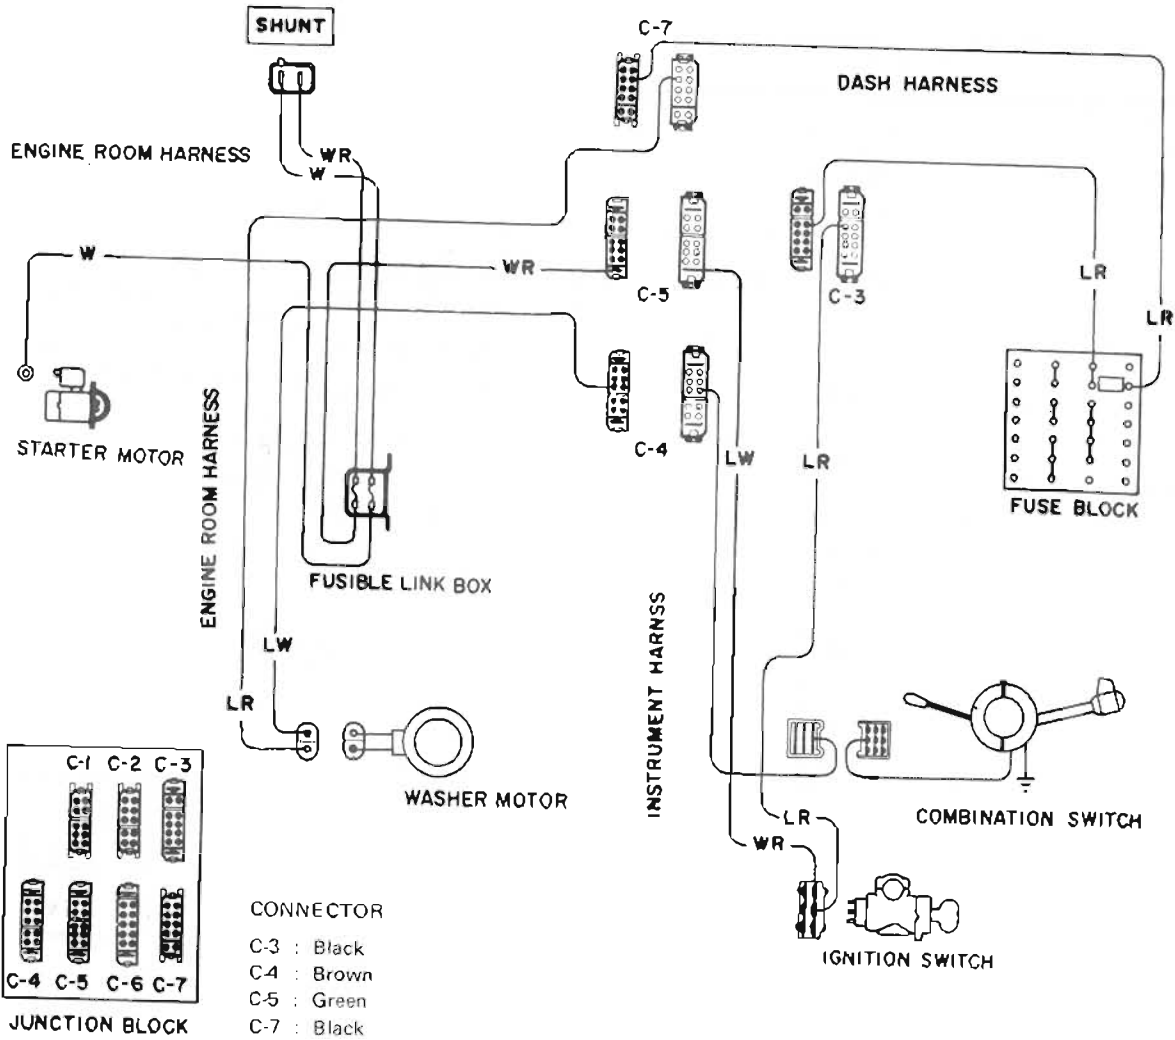 SHUNT
C-7
DASH HARNESS
ENGINE ROOM HARNESS
WR
W
W
WR
C-5
C-3
LR
LR
ENGINE ROOM HARNESS
STARTER MOTOR
C-4
LW
LR
FUSE BLOCK
FUSIBLE LINK BOX
INSTRUMENT HARNSS
LW
LR
WASHER MOTOR
LR
WR
COMBINATION SWITCH
IGNITION SWITCH
C-1 C-2 C-3
C-4 C-5 C-6 C-7
JUNCTION BLOCK
CONNECTOR
C-3 : Black
C-4 : Brown
C-5 : Green
C-7 : Black